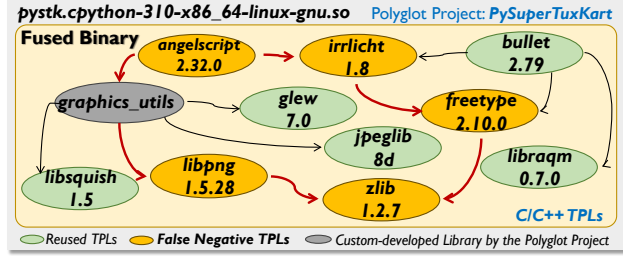 pystk.cpython-310-x86_64-linux-gnu.so Polyglot Project: PySuperTuxKart
Fused Binary
angelscript
2.32.0
irrlicht
1.8
bullet
2.79
graphics_utils
glew
7.0
freetype
2.10.0
jpeglib
8d
libsquish
1.5
libpng
1.5.28
zlib
1.2.7
libraqm
0.7.0
C/C++ TPLs
Reused TPLs False Negative TPLs Custom-developed Library by the Polyglot Project